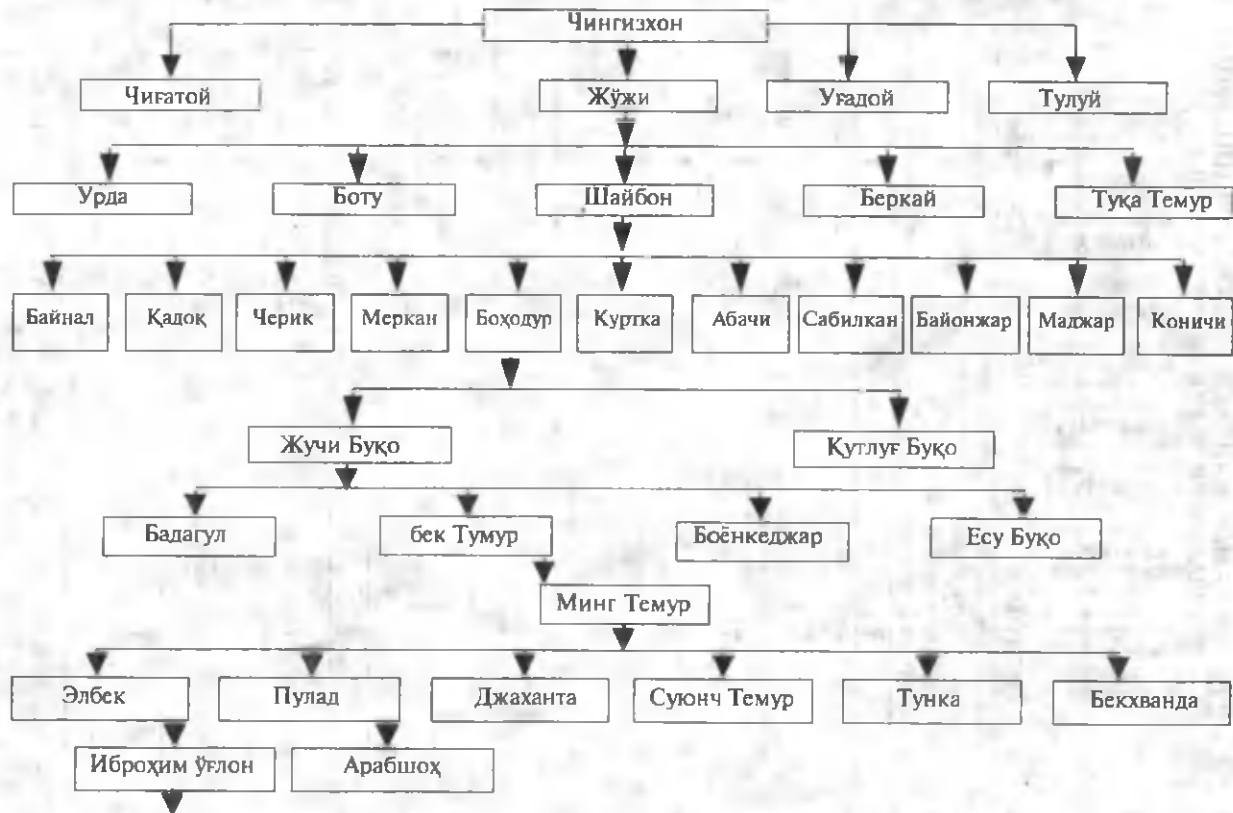 Чингизхон
Чиғатой
Жўжи
Уғадой
Тулуй
Урда
Боту
Шайбон
Беркай
Туқа Темур
Байнал
Қадоқ
Черик
Меркан
Боҳодур
Куртка
Абачи
Сабилкан
Байонжар
Маджар
Коничи
Жучи Буқо
Қутлуғ Буқо
Бадагул
бек Тумур
Боёнкеджар
Есу Буқо
Минг Темур
Элбек
Пулад
Джаханта
Суюнч Темур
Тунка
Бекхванда
Иброҳим ўғлон
Арабшоҳ